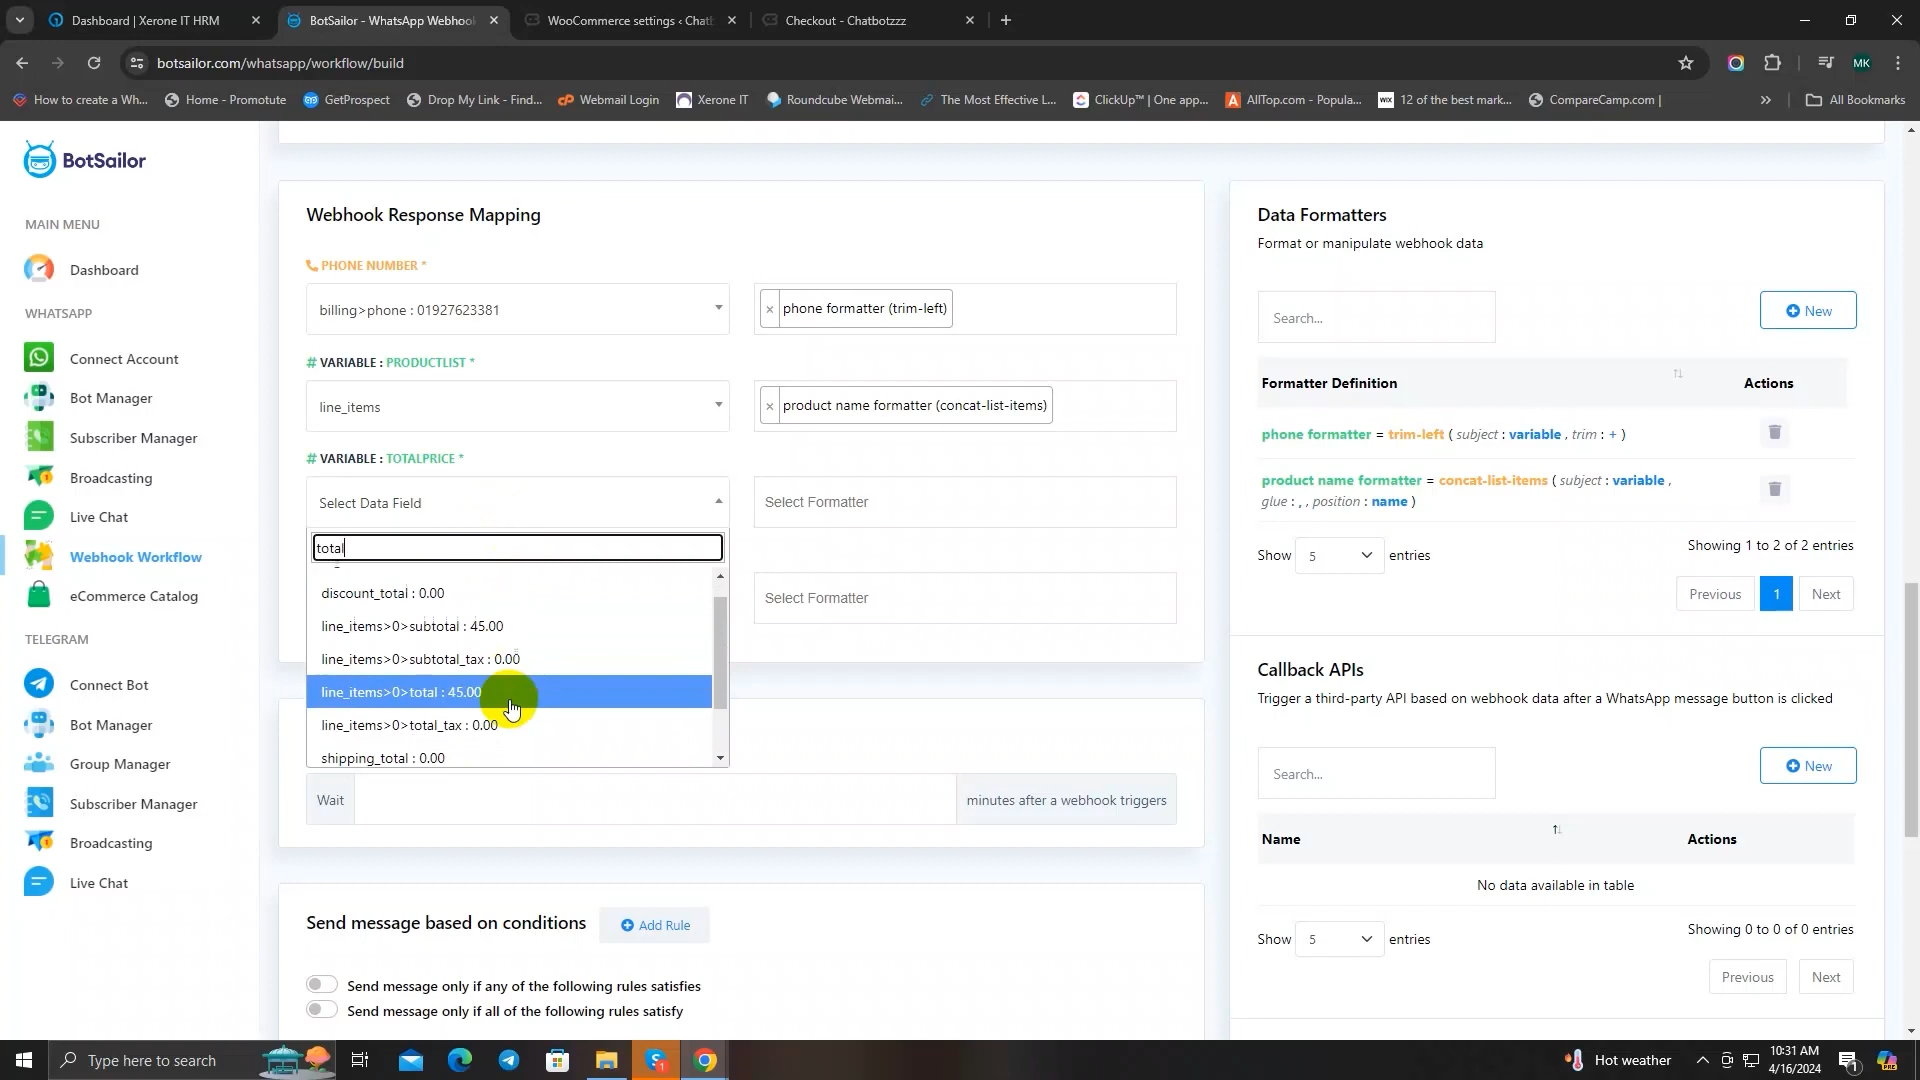 Dashboard | Xerone IT HRM
BotSailor - WhatsApp Webhook
WooCommerce settings ‹ Chatb
Checkout - Chatbotzzz
botsailor.com/whatsapp/workflow/build
MK
How to create a Wh...
Home - Promotute
GetProspect
Drop My Link - Find...
Webmail Login
Xerone IT
Roundcube Webmai...
The Most Effective L...
ClickUp™ | One app...
AllTop.com - Popula...
12 of the best mark...
CompareCamp.com |
All Bookmarks
BotSailor
MAIN MENU
Dashboard
WHATSAPP
Connect Account
Bot Manager
Subscriber Manager
Broadcasting
Live Chat
Webhook Workflow
eCommerce Catalog
TELEGRAM
Connect Bot
Bot Manager
Group Manager
Subscriber Manager
Broadcasting
Live Chat
Webhook Response Mapping
PHONE NUMBER *
billing>phone : 01927623381
× phone formatter (trim-left)
# VARIABLE : PRODUCTLIST *
line_items
× product name formatter (concat-list-items)
# VARIABLE : TOTALPRICE *
Select Data Field
Select Formatter
total
discount_total : 0.00
line_items>0>subtotal : 45.00
line_items>0>subtotal_tax : 0.00
line_items>0>total : 45.00
line_items>0>total_tax : 0.00
shipping_total : 0.00
Select Formatter
Wait
minutes after a webhook triggers
Send message based on conditions
Add Rule
Send message only if any of the following rules satisfies
Send message only if all of the following rules satisfy
Data Formatters
Format or manipulate webhook data
Search...
New
Formatter Definition
Actions
phone formatter = trim-left ( subject : variable , trim : + )
product name formatter = concat-list-items ( subject : variable ,
glue : , , position : name )
Show 5 entries
Showing 1 to 2 of 2 entries
Previous 1 Next
Callback APIs
Trigger a third-party API based on webhook data after a WhatsApp message button is clicked
Search...
New
Name
Actions
No data available in table
Show 5 entries
Showing 0 to 0 of 0 entries
Previous Next
Type here to search
Hot weather
10:31 AM
4/16/2024